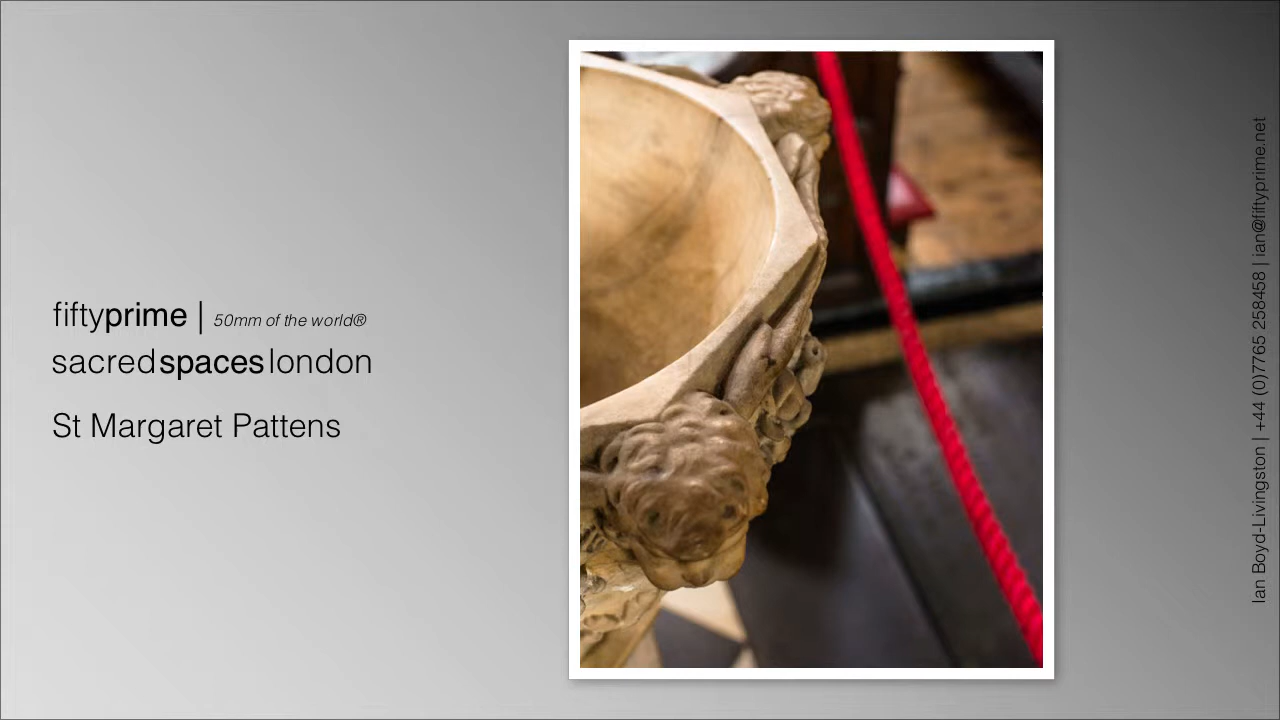 fiftyprime | 50mm of the world®
sacredspaceslondon
St Margaret Pattens
Ian Boyd-Livingston | +44 (0)7765 258458 | ian@fiftyprime.net